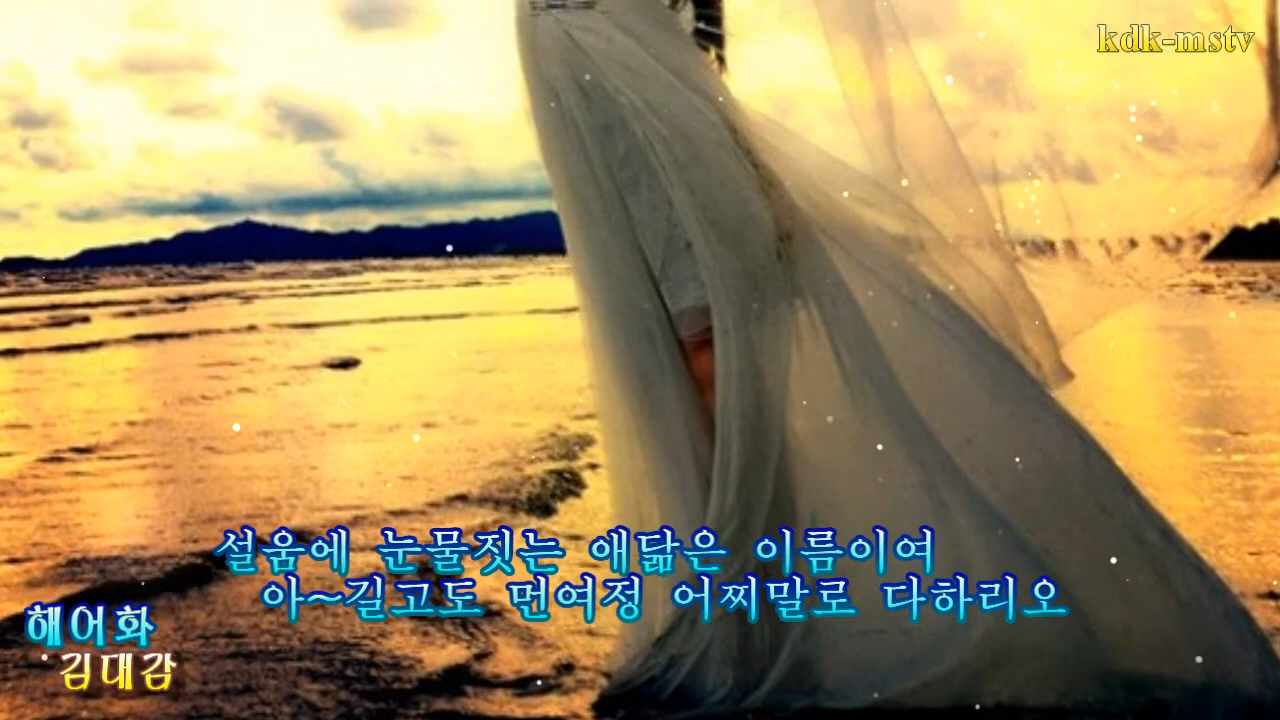 kdk-mstv
설움에 눈물짓는 애닮은 이름이여
아~길고도 먼여정 어찌말로 다하리오
해어화
김대감